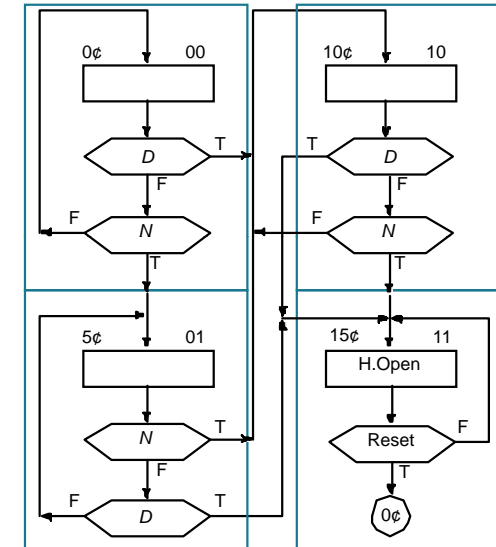 0¢ 00
D T
F
F N
T
5¢ 01
N T
F
F D T
10¢ 10
T D
F
F N
T
15¢ 11
H.Open
Reset F
T
0¢